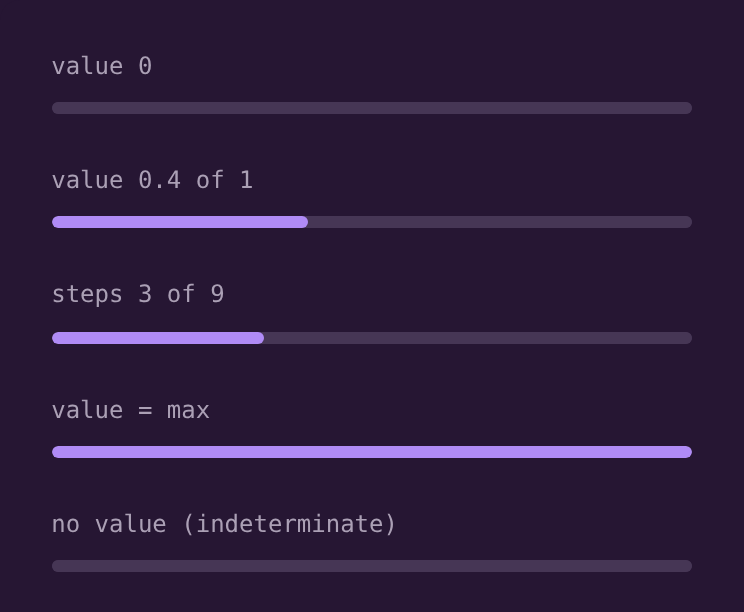 value 0
value 0.4 of 1
steps 3 of 9
value = max
no value (indeterminate)